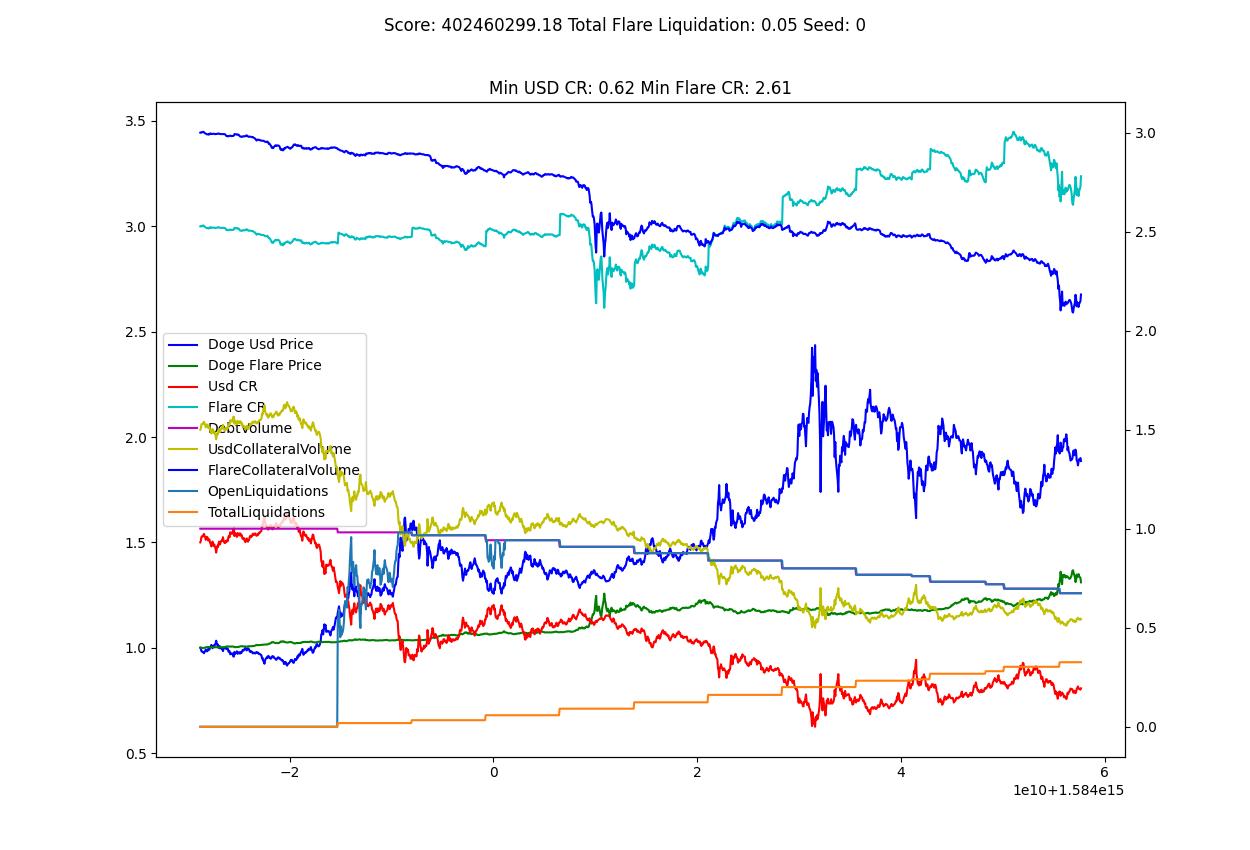 Score: 402460299.18 Total Flare Liquidation: 0.05 Seed: 0
Min USD CR: 0.62 Min Flare CR: 2.61
3.5
3.0
2.5
2.0
1.5
1.0
0.5
Doge Usd Price
Doge Flare Price
Usd CR
Flare CR
DebtVolume
UsdCollateralVolume
FlareCollateralVolume
OpenLiquidations
TotalLiquidations
3.0
2.5
2.0
1.5
1.0
0.5
0.0
−2 0 2 4 6
1e10+1.584e15